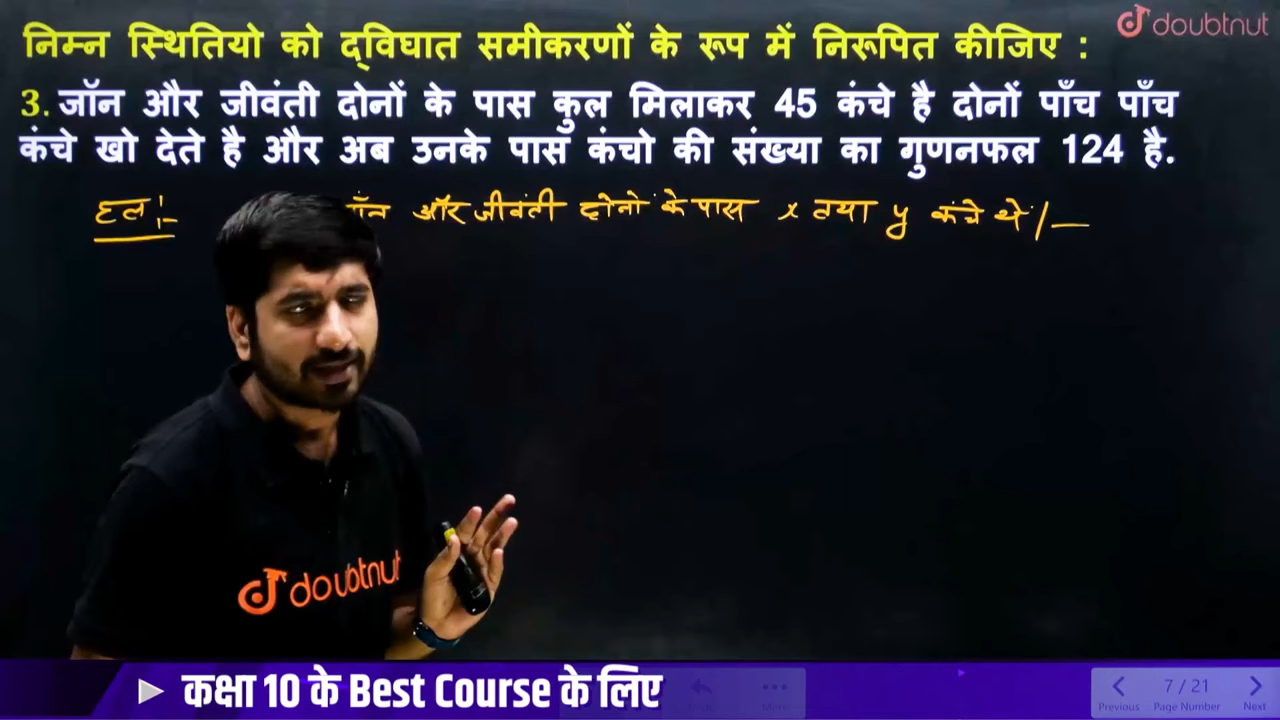 doubtnut
निम्न स्थितियो को द्विघात समीकरणों के रूप में निरूपित कीजिए :
3. जॉन और जीवंती दोनों के पास कुल मिलाकर 45 कंचे है दोनों पाँच पाँच
कंचे खो देते है और अब उनके पास कंचो की संख्या का गुणनफल 124 है.
हल :- ॉन और जीवंती दोनो के पास x तथा y कंचे थे/-
doubtnut
कक्षा 10 के Best Course के लिए
7 / 21
Previous Page Number Next